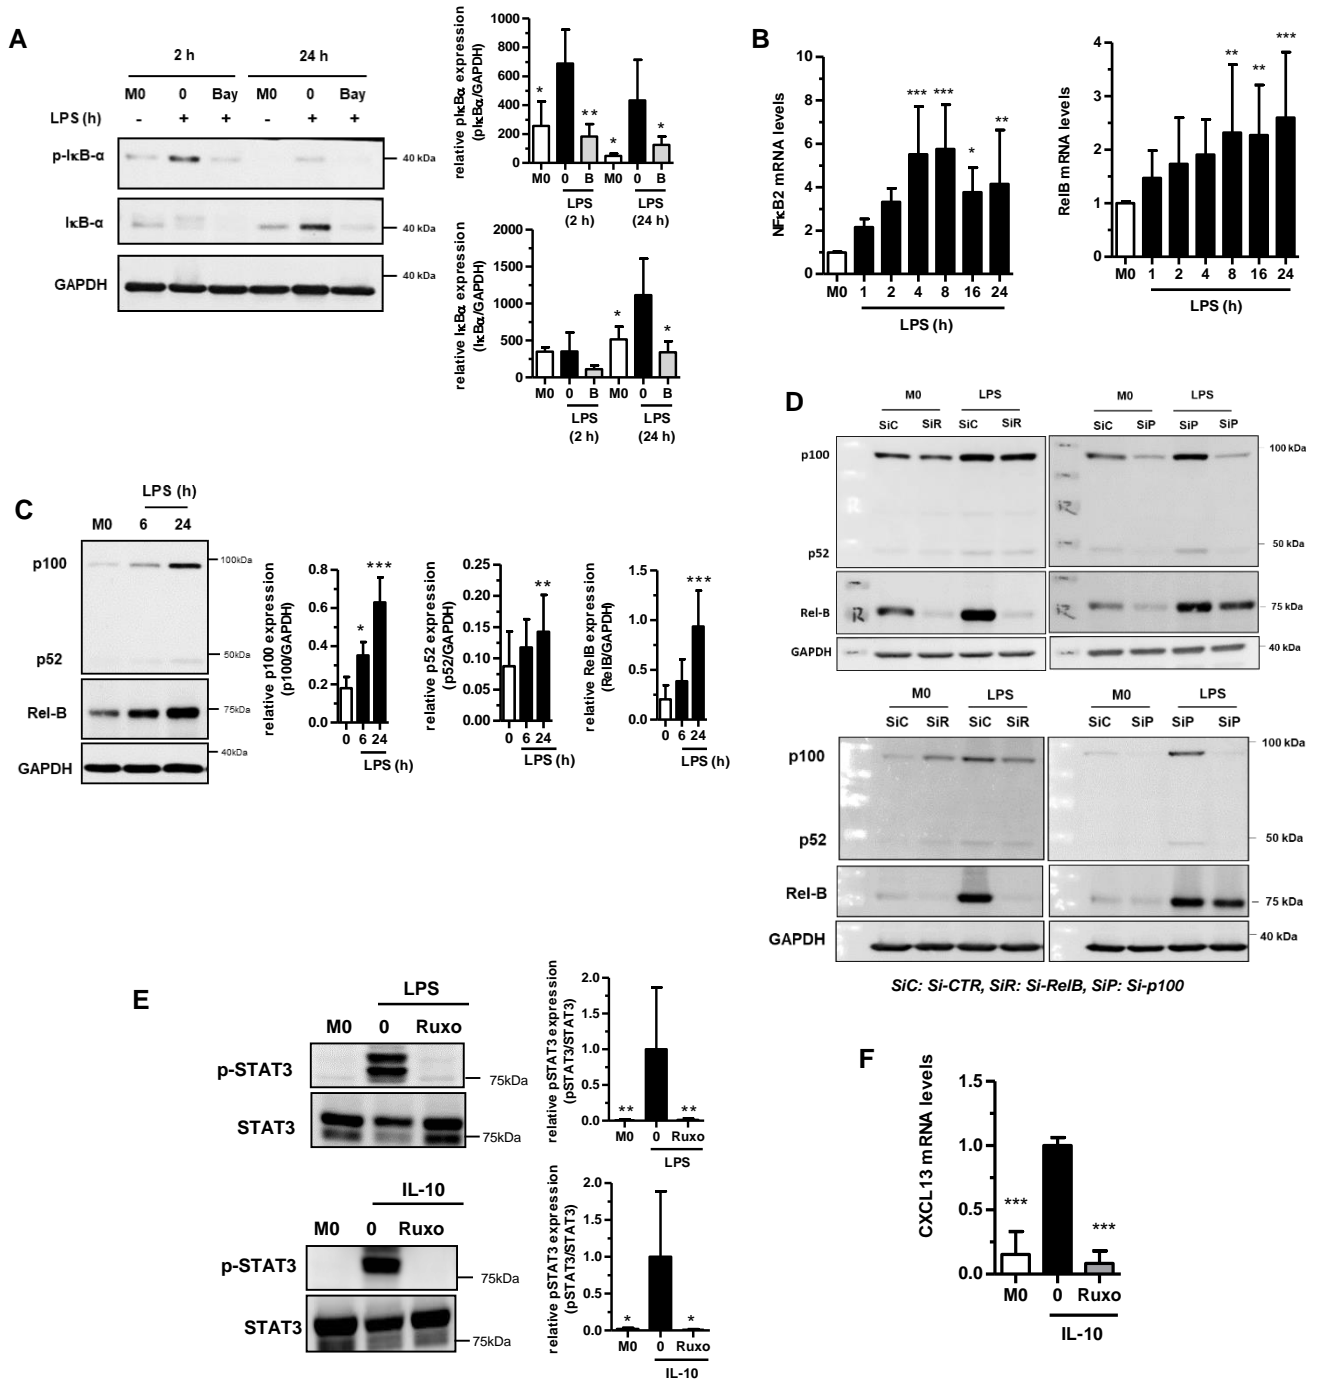 A
2 h 24 h
M0 0 Bay M0 0 Bay
LPS (h) - + + - + +
p-IκB-α
40 kDa
IκB-α
40 kDa
GAPDH
40 kDa
relative pIκBα expression
(pIκBα/GAPDH)
1000
800
600
400
200
0
* ** * *
M0 0 B M0 0 B
LPS LPS
(2 h) (24 h)
relative IκBα expression
(IκBα/GAPDH)
2000
1500
1000
500
0
* *
M0 0 B M0 0 B
LPS LPS
(2 h) (24 h)
B
NFκB2 mRNA levels
10
8
6
4
2
0
*** *** * **
M0 1 2 4 8 16 24
LPS (h)
RelB mRNA levels
4
3
2
1
0
** ** ***
M0 1 2 4 8 16 24
LPS (h)
C
LPS (h)
M0 6 24
p100
100kDa
p52
50kDa
Rel-B
75kDa
GAPDH
40kDa
relative p100 expression
(p100/GAPDH)
0.8
0.6
0.4
0.2
0.0
* ***
0 6 24
LPS (h)
relative p52 expression
(p52/GAPDH)
0.25
0.20
0.15
0.10
0.05
0.00
**
0 6 24
LPS (h)
relative RelB expression
(RelB/GAPDH)
1.5
1.0
0.5
0.0
***
0 6 24
LPS (h)
D
M0 LPS M0 LPS
SiC SiR SiC SiR SiC SiP SiP SiP
p100
100 kDa
p52
50 kDa
Rel-B
75 kDa
GAPDH
40 kDa
M0 LPS M0 LPS
SiC SiR SiC SiR SiC SiP SiP SiP
p100
100 kDa
p52
50 kDa
Rel-B
75 kDa
GAPDH
40 kDa
SiC: Si-CTR, SiR: Si-RelB, SiP: Si-p100
E
LPS
M0 0 Ruxo
p-STAT3
75kDa
STAT3
75kDa
relative pSTAT3 expression
(pSTAT3/STAT3)
2.0
1.5
1.0
0.5
0.0
** **
M0 0 Ruxo
LPS
IL-10
M0 0 Ruxo
p-STAT3
75kDa
STAT3
75kDa
relative pSTAT3 expression
(pSTAT3/STAT3)
2.0
1.5
1.0
0.5
0.0
* *
M0 0 Ruxo
IL-10
F
CXCL13 mRNA levels
1.5
1.0
0.5
0.0
*** ***
M0 0 Ruxo
IL-10